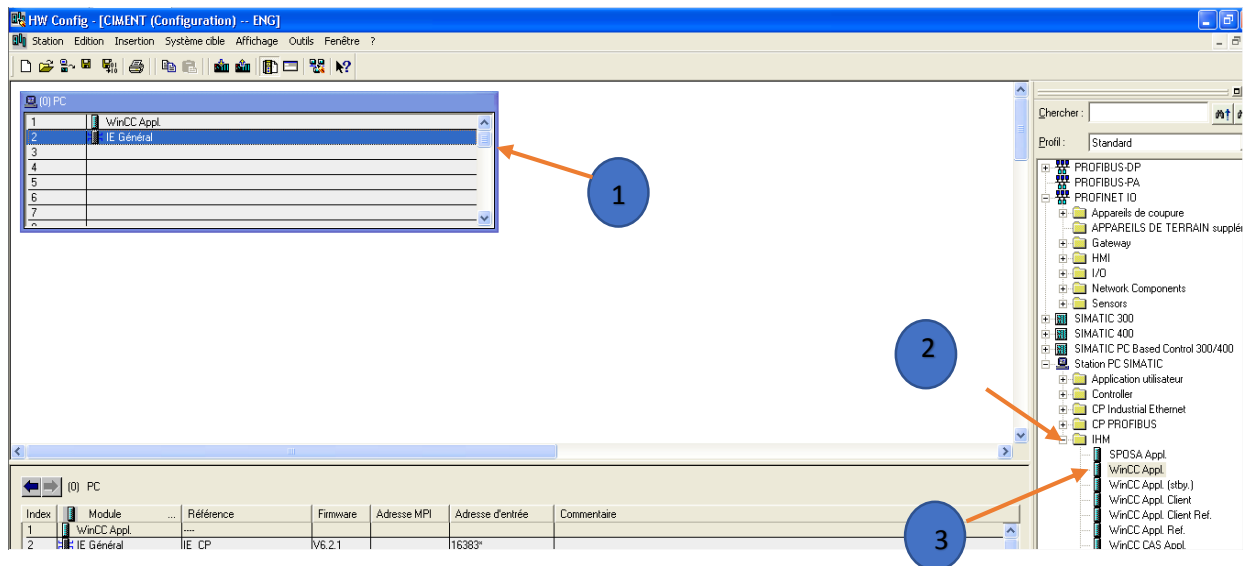 HW Config - [CIMENT (Configuration) -- ENG]
Station Edition Insertion Système cible Affichage Outils Fenêtre ?
(0) PC
1 WinCC Appl.
2 IE Général
3
4
5
6
7
1
2
3
Chercher :
Profil : Standard
PROFIBUS-DP
PROFIBUS-PA
PROFINET IO
Appareils de coupure
APPAREILS DE TERRAIN supplé
Gateway
HMI
I/O
Network Components
Sensors
SIMATIC 300
SIMATIC 400
SIMATIC PC Based Control 300/400
Station PC SIMATIC
Application utilisateur
Controller
CP Industrial Ethernet
CP PROFIBUS
IHM
SPOSA Appl.
WinCC Appl.
WinCC Appl. (stby.)
WinCC Appl. Client
WinCC Appl. Client Ref.
WinCC Appl. Ref.
WinCC CAS Appl.
(0) PC
Index Module ... Référence Firmware Adresse MPI Adresse d'entrée Commentaire
1 WinCC Appl. ----
2 IE Général IE_CP V6.2.1 16383*